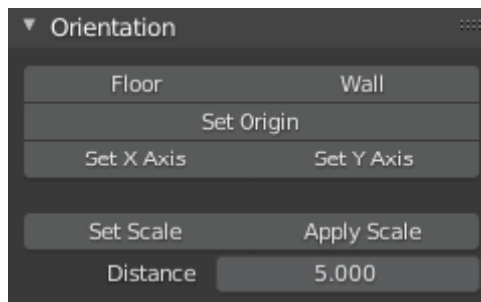 Orientation
Floor Wall
Set Origin
Set X Axis Set Y Axis
Set Scale Apply Scale
Distance 5.000